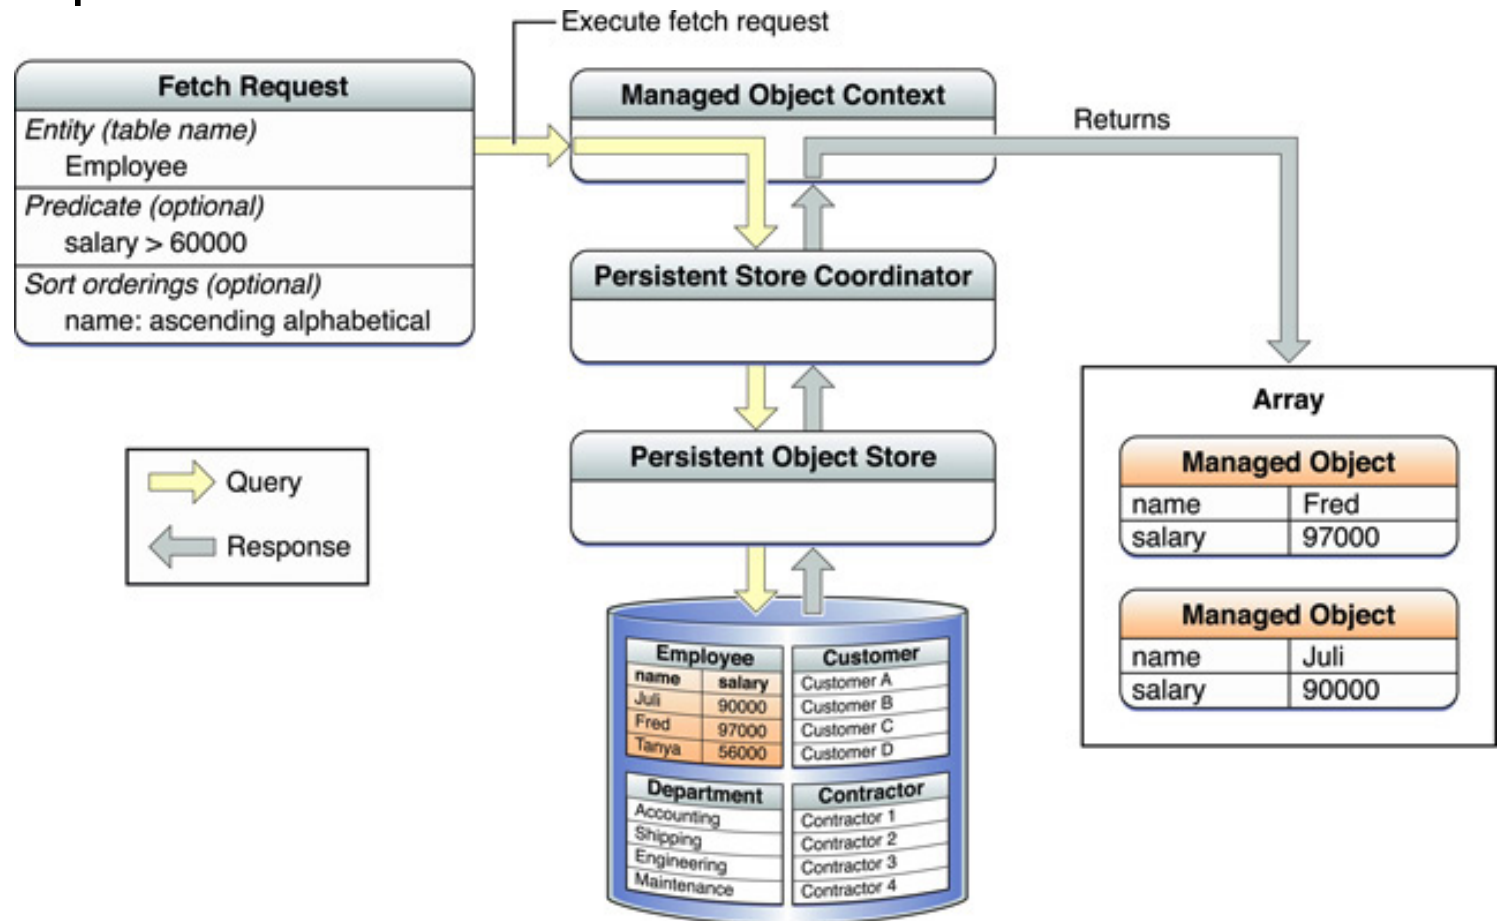 Execute fetch request
Fetch Request
Entity (table name)
Employee
Predicate (optional)
salary > 60000
Sort orderings (optional)
name: ascending alphabetical
Managed Object Context
Returns
Persistent Store Coordinator
Persistent Object Store
Query
Response
Employee
name salary
Juli 90000
Fred 97000
Tanya 56000
Customer
Customer A
Customer B
Customer C
Customer D
Department
Accounting
Shipping
Engineering
Maintenance
Contractor
Contractor 1
Contractor 2
Contractor 3
Contractor 4
Array
Managed Object
name Fred
salary 97000
Managed Object
name Juli
salary 90000